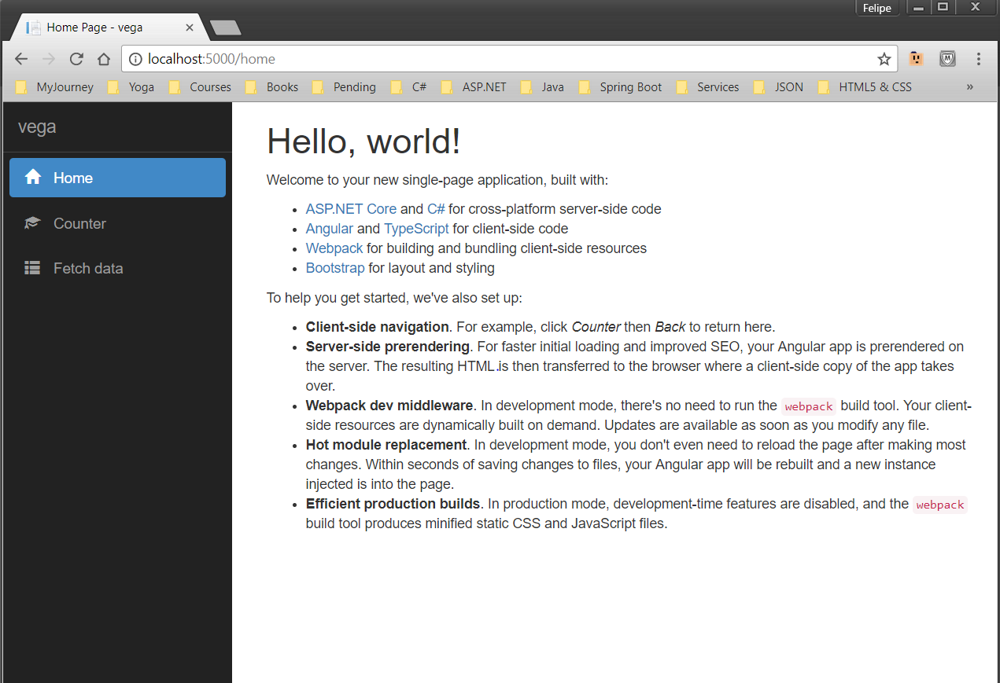 Felipe
Home Page - vega
localhost:5000/home
MyJourney Yoga Courses Books Pending C# ASP.NET Java Spring Boot Services JSON HTML5 & CSS »
vega
Home
Counter
Fetch data
Hello, world!
Welcome to your new single-page application, built with:
• ASP.NET Core and C# for cross-platform server-side code
• Angular and TypeScript for client-side code
• Webpack for building and bundling client-side resources
• Bootstrap for layout and styling
To help you get started, we've also set up:
• Client-side navigation. For example, click Counter then Back to return here.
• Server-side prerendering. For faster initial loading and improved SEO, your Angular app is prerendered on
the server. The resulting HTML.is then transferred to the browser where a client-side copy of the app takes
over.
• Webpack dev middleware. In development mode, there's no need to run the webpack build tool. Your client-
side resources are dynamically built on demand. Updates are available as soon as you modify any file.
• Hot module replacement. In development mode, you don't even need to reload the page after making most
changes. Within seconds of saving changes to files, your Angular app will be rebuilt and a new instance
injected is into the page.
• Efficient production builds. In production mode, development-time features are disabled, and the webpack
build tool produces minified static CSS and JavaScript files.